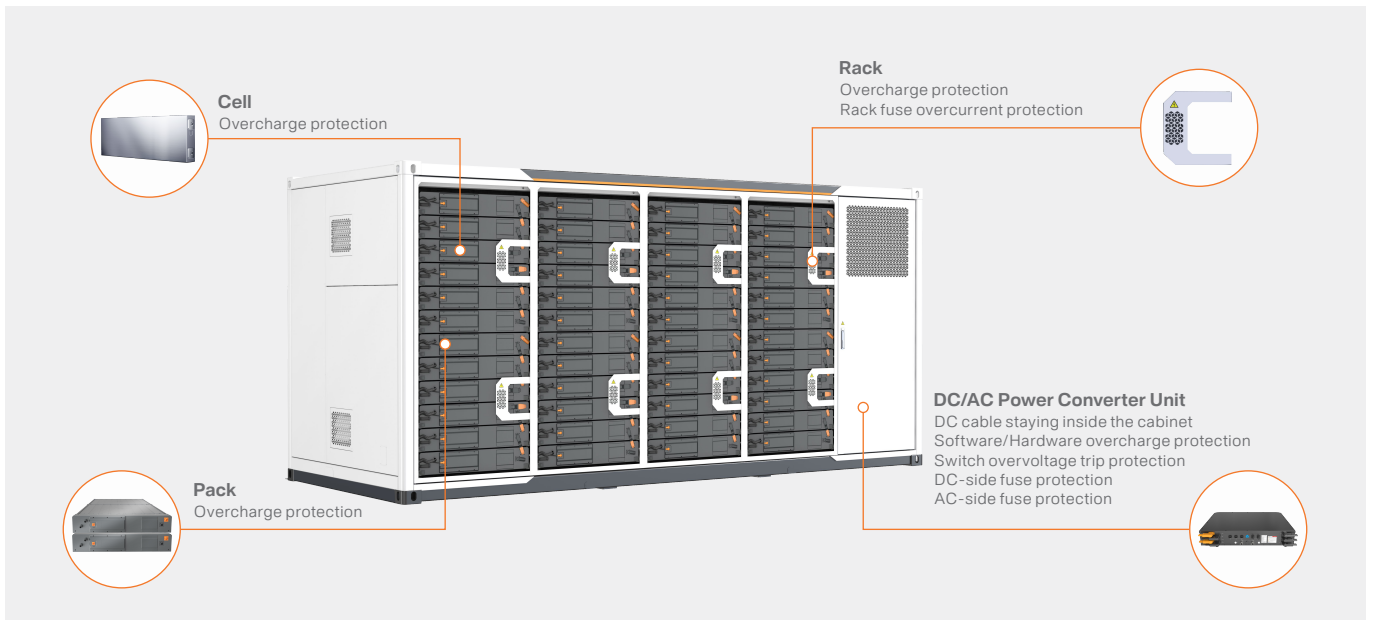 Cell
Overcharge protection
Rack
Overcharge protection
Rack fuse overcurrent protection
DC/AC Power Converter Unit
DC cable staying inside the cabinet
Software/Hardware overcharge protection
Switch overvoltage trip protection
DC-side fuse protection
AC-side fuse protection
Pack
Overcharge protection